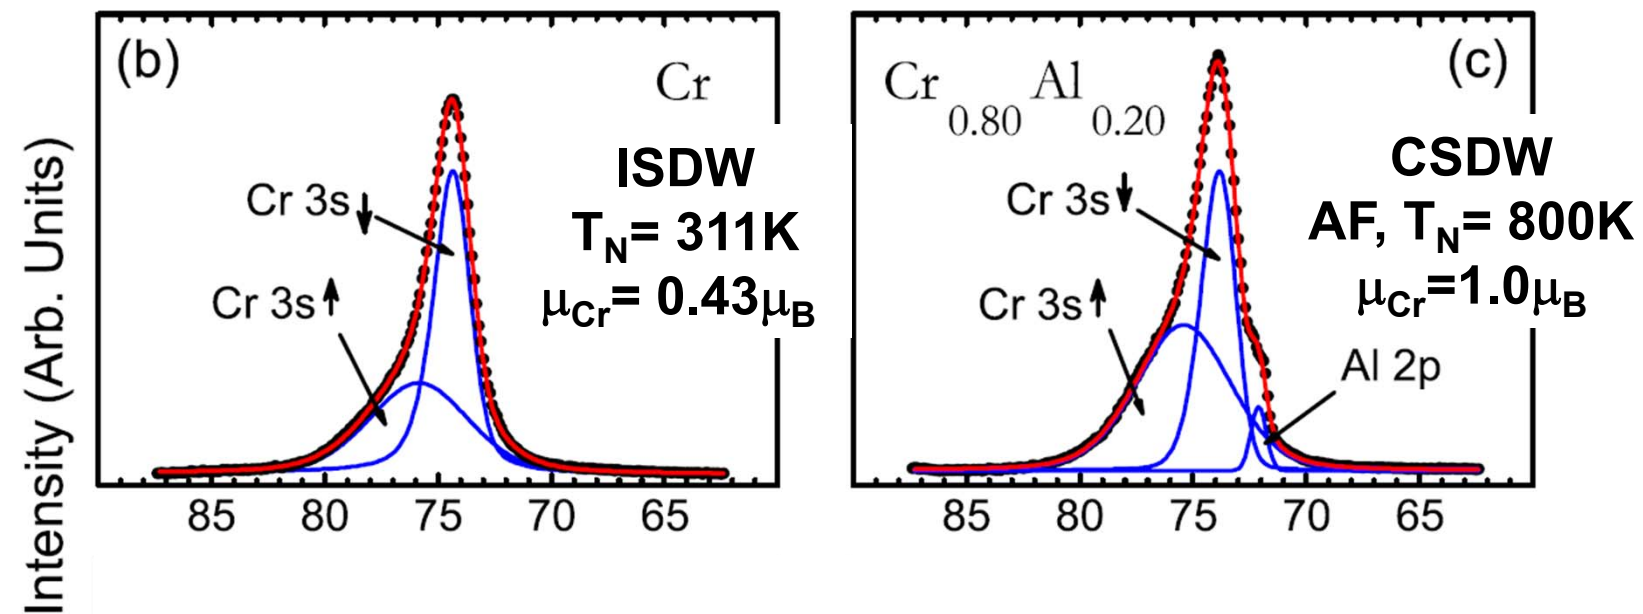 Intensity (Arb. Units)
(b)
Cr
ISDW
T_N= 311K
μ_Cr= 0.43μ_B
Cr 3s↓
Cr 3s↑
85 80 75 70 65
(c)
Cr0.80Al0.20
CSDW
AF, T_N= 800K
μ_Cr=1.0μ_B
Cr 3s↓
Cr 3s↑
Al 2p
85 80 75 70 65